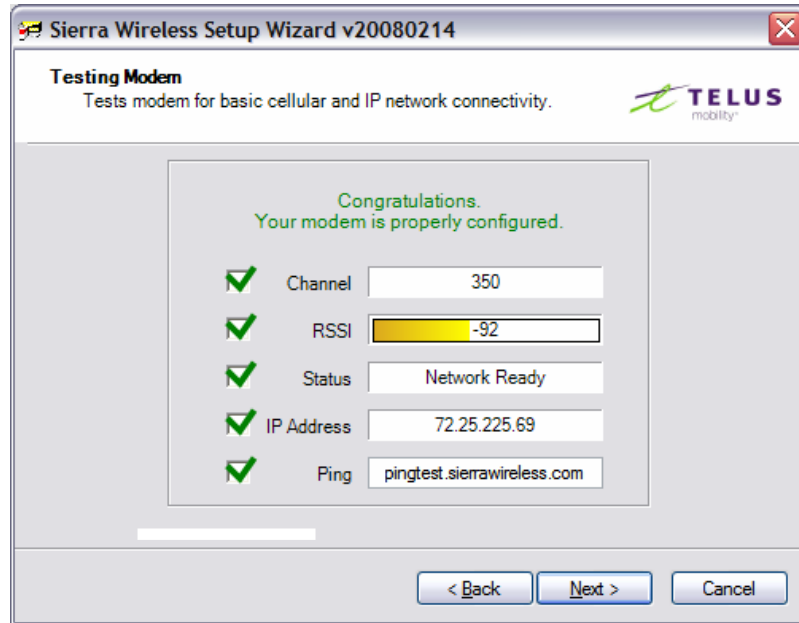 Sierra Wireless Setup Wizard v20080214
Testing Modem
Tests modem for basic cellular and IP network connectivity.
TELUS
mobility
Congratulations.
Your modem is properly configured.
Channel 350
RSSI -92
Status Network Ready
IP Address 72.25.225.69
Ping pingtest.sierrawireless.com
< Back Next > Cancel